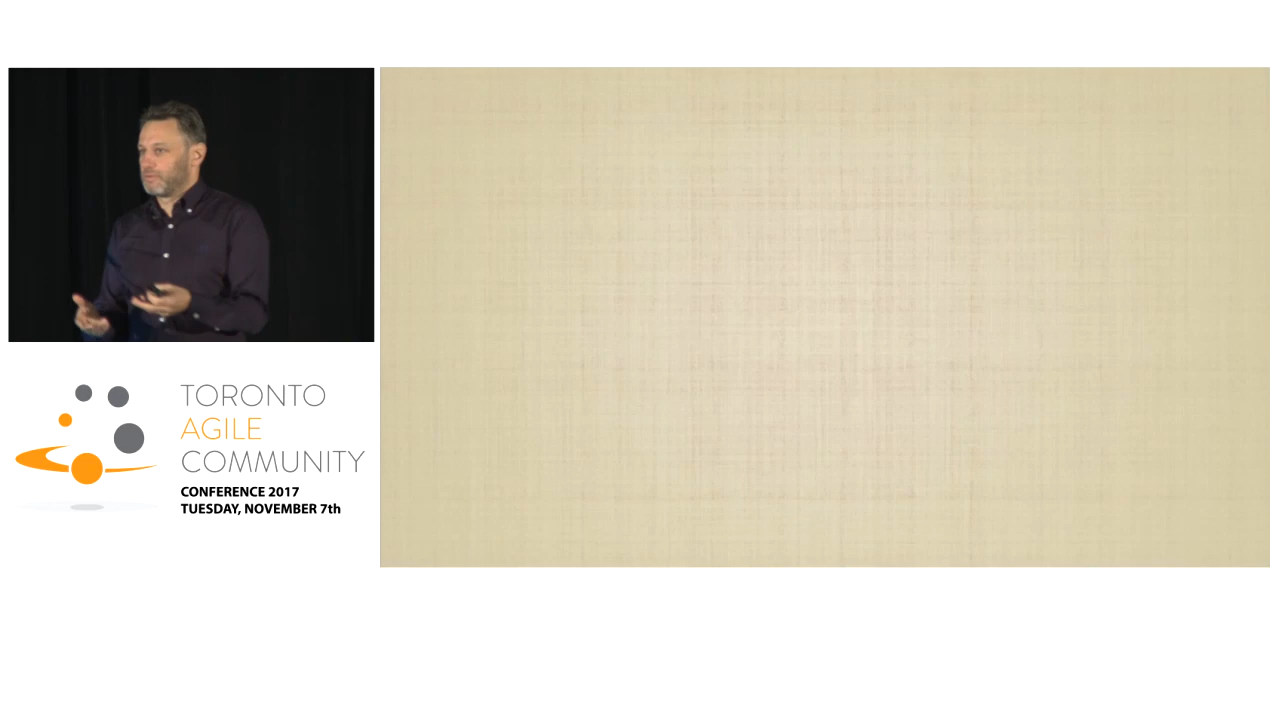 TORONTO
AGILE
COMMUNITY
CONFERENCE 2017
TUESDAY, NOVEMBER 7th